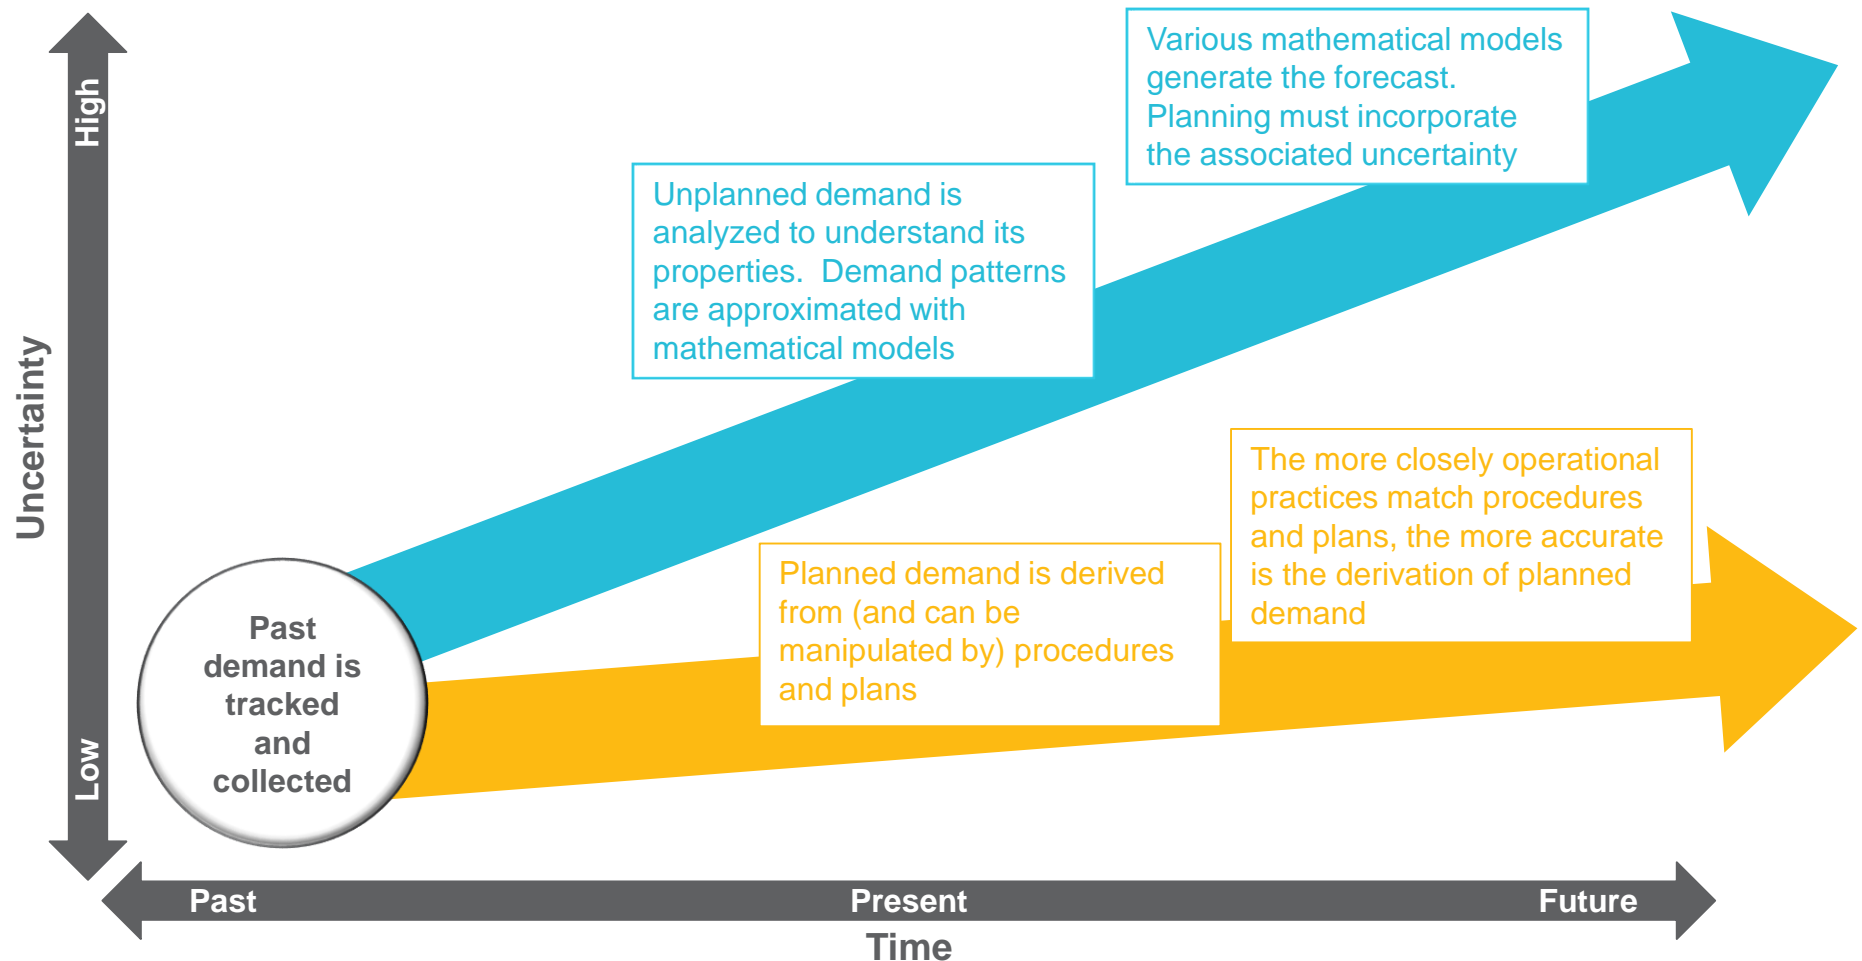 High
Low
Uncertainty
Various mathematical models
generate the forecast.
Planning must incorporate
the associated uncertainty
Unplanned demand is
analyzed to understand its
properties.  Demand patterns
are approximated with
mathematical models
The more closely operational
practices match procedures
and plans, the more accurate
is the derivation of planned
demand
Planned demand is derived
from (and can be
manipulated by) procedures
and plans
Past
demand is
tracked
and
collected
Past
Present
Future
Time